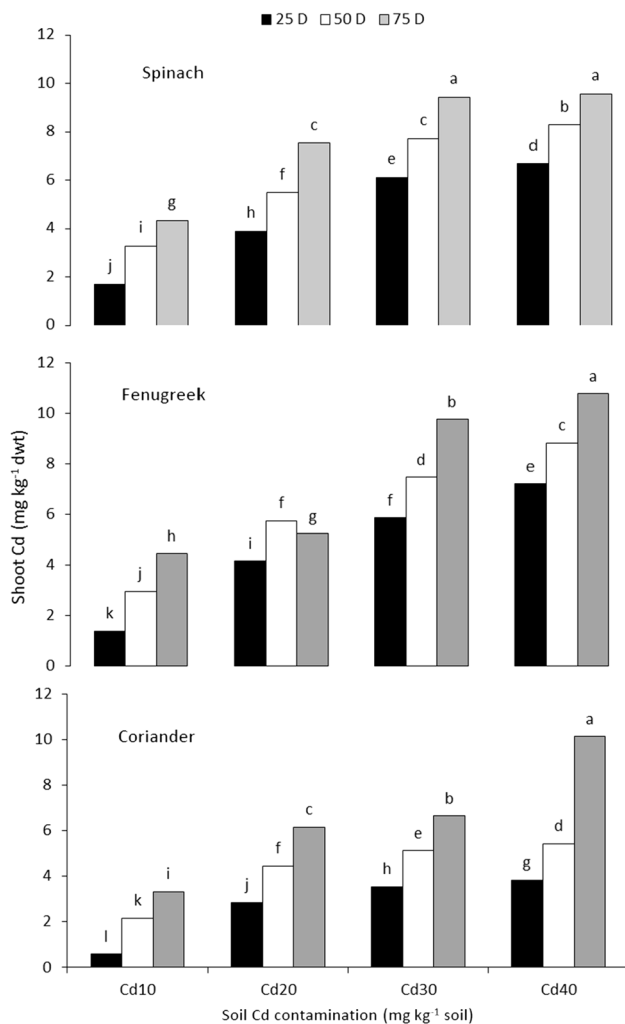 25 D 50 D 75 D
12
Spinach
10
8
6
4
2
0
j i g
h f c
e c a
d b a
12
Fenugreek
10
8
6
4
2
0
k j h
i f g
f d b
e c a
12
Coriander
10
8
6
4
2
0
l k i
j f c
h e b
g d a
Shoot Cd (mg kg⁻¹ dwt)
Cd10 Cd20 Cd30 Cd40
Soil Cd contamination (mg kg⁻¹ soil)